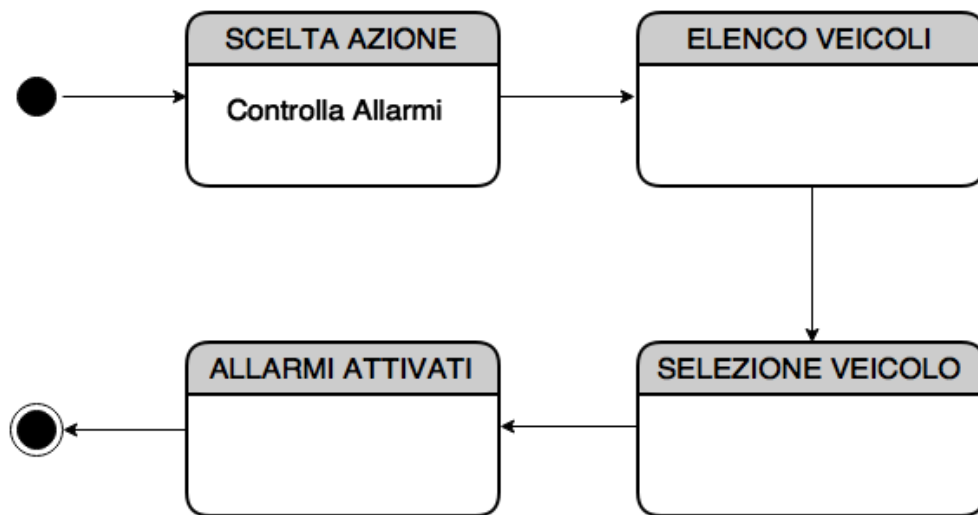 SCELTA AZIONE
Controlla Allarmi
ELENCO VEICOLI
ALLARMI ATTIVATI
SELEZIONE VEICOLO